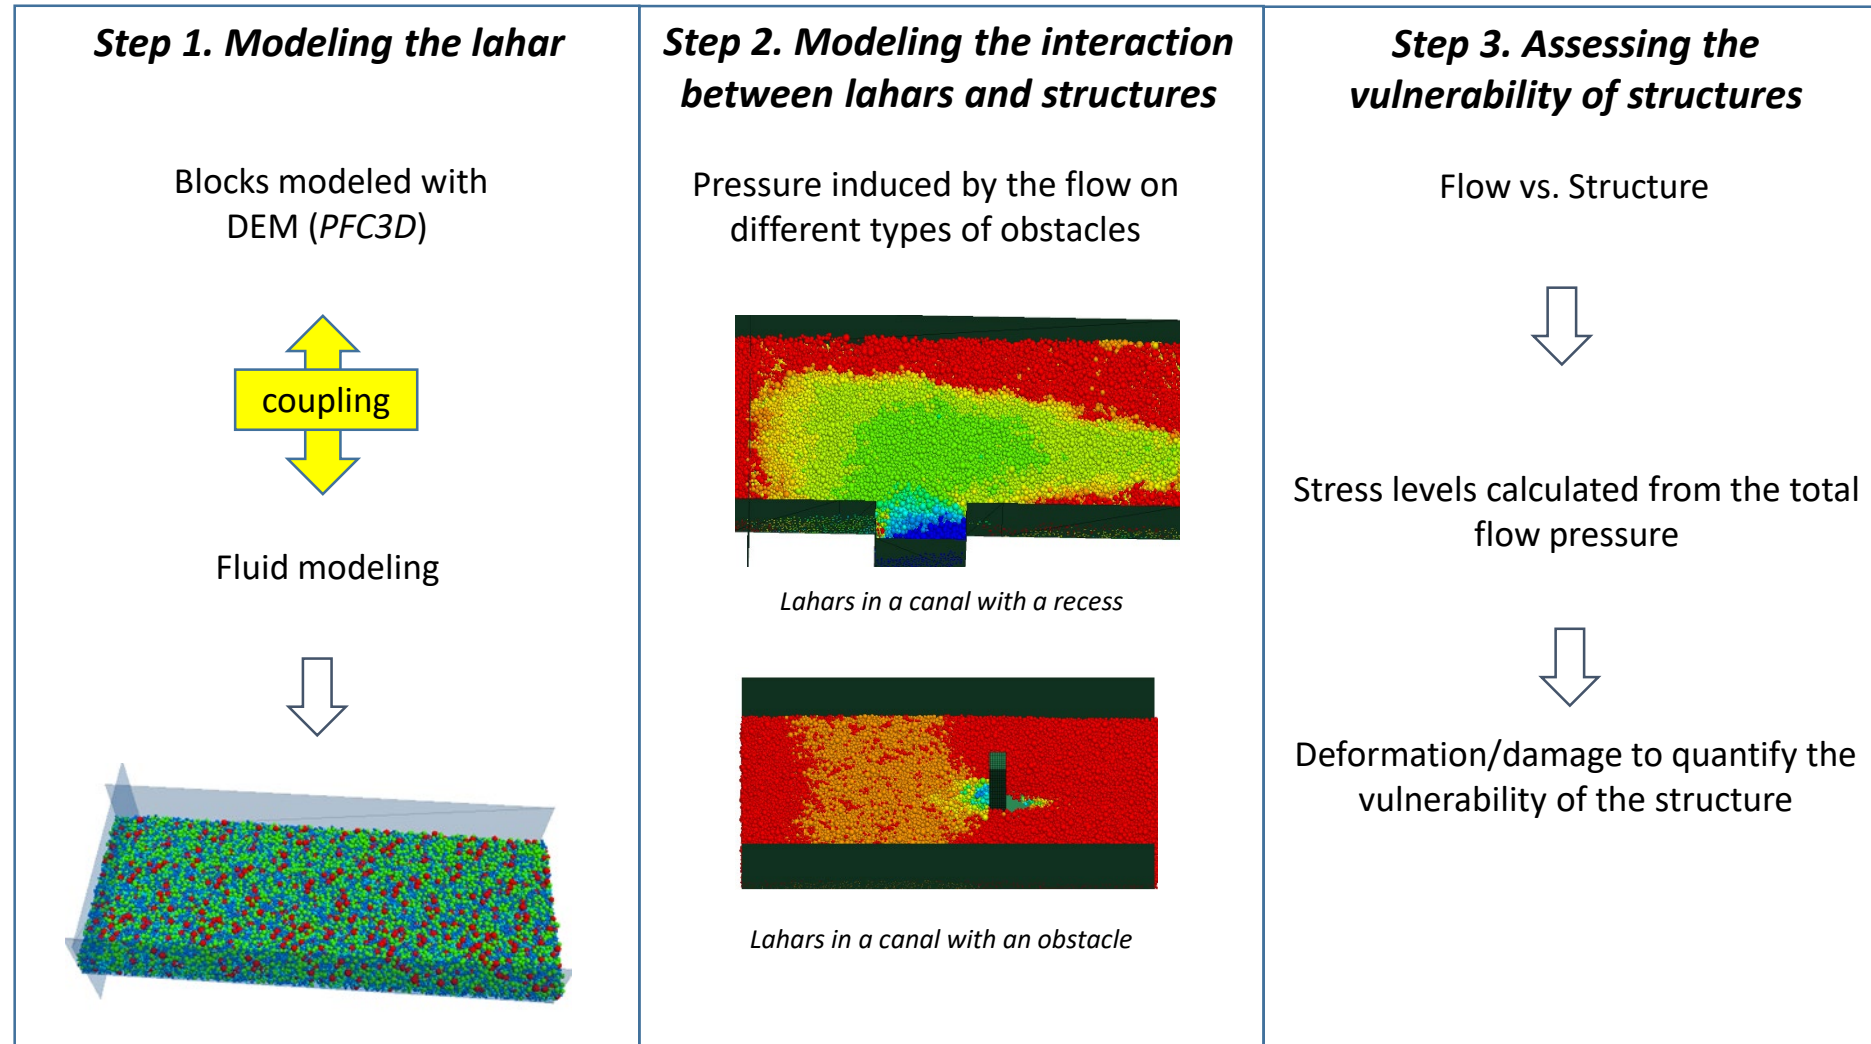 Step 1. Modeling the lahar
Blocks modeled with
DEM (PFC3D)
coupling
Fluid modeling
Step 2. Modeling the interaction
between lahars and structures
Pressure induced by the flow on
different types of obstacles
Lahars in a canal with a recess
Lahars in a canal with an obstacle
Step 3. Assessing the
vulnerability of structures
Flow vs. Structure
Stress levels calculated from the total
flow pressure
Deformation/damage to quantify the
vulnerability of the structure